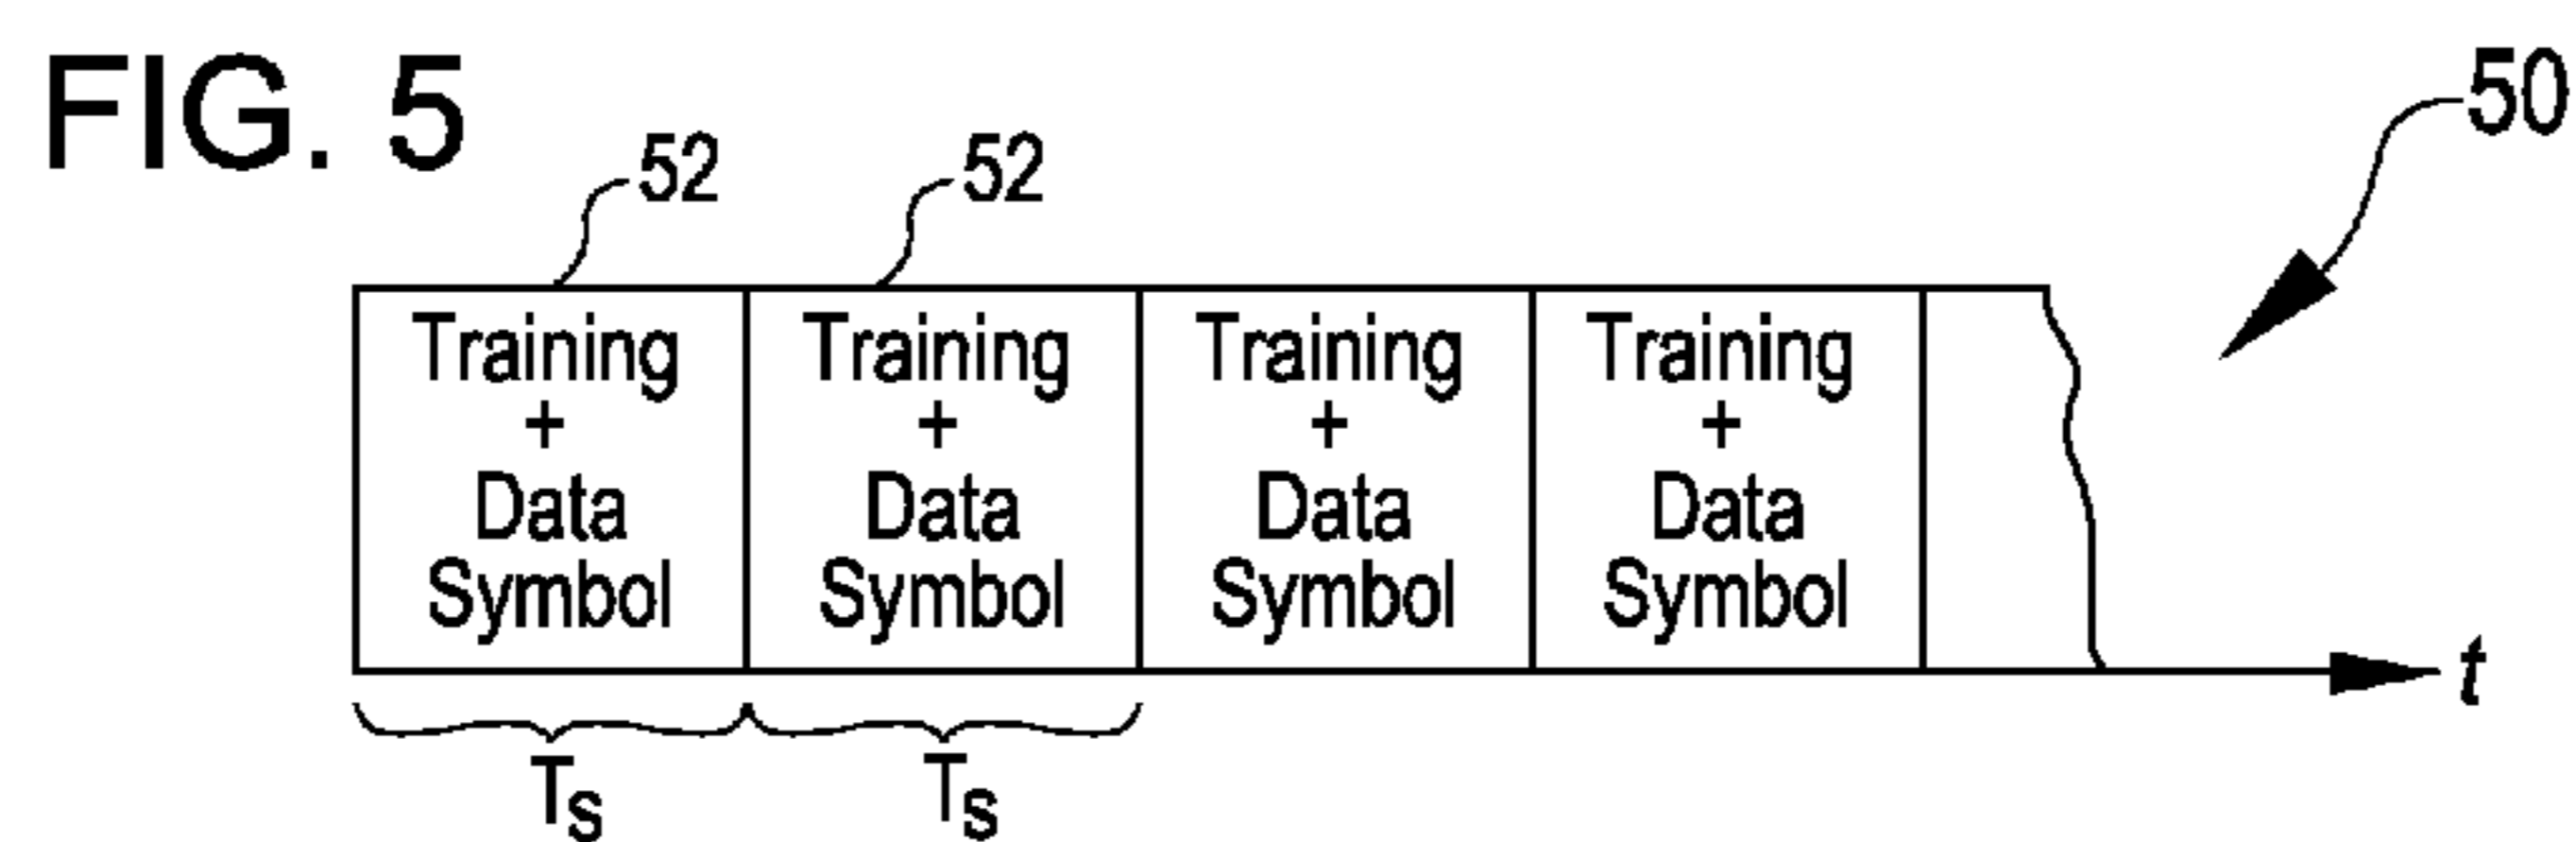 FIG. 5
50
52 52
Training Training Training Training
+ + + +
Data Data Data Data
Symbol Symbol Symbol Symbol
t
Ts Ts